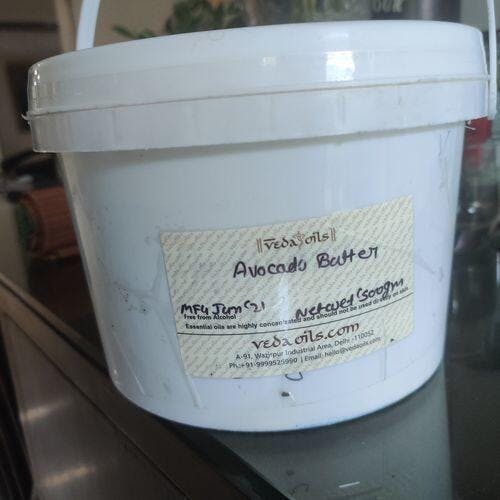 VEDA OILS
Avocado Butter
MFG Jun '21 Net wet 500gm
Free from Alcohol
Essential oils are highly concentrated and should not be used directly on skin
VEDAOILS.COM
A-91, Wazirpur Industrial Area, Delhi -110052
Ph:+91-9999525990 | Email: hello@vedaoils.com